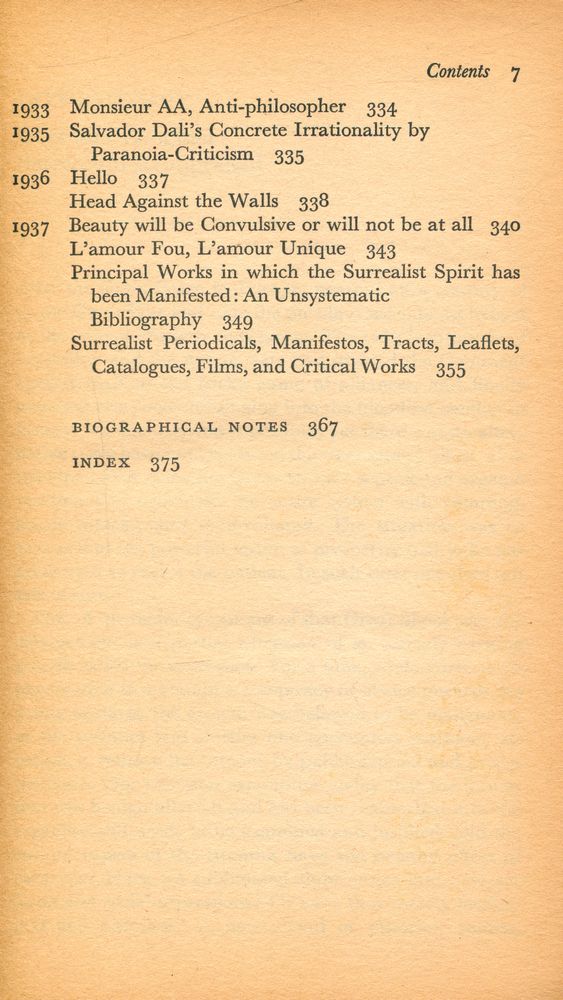 Contents 7
1933 Monsieur AA, Anti-philosopher 334
1935 Salvador Dali's Concrete Irrationality by
Paranoia-Criticism 335
1936 Hello 337
Head Against the Walls 338
1937 Beauty will be Convulsive or will not be at all 340
L'amour Fou, L'amour Unique 343
Principal Works in which the Surrealist Spirit has
been Manifested: An Unsystematic
Bibliography 349
Surrealist Periodicals, Manifestos, Tracts, Leaflets,
Catalogues, Films, and Critical Works 355
BIOGRAPHICAL NOTES 367
INDEX 375